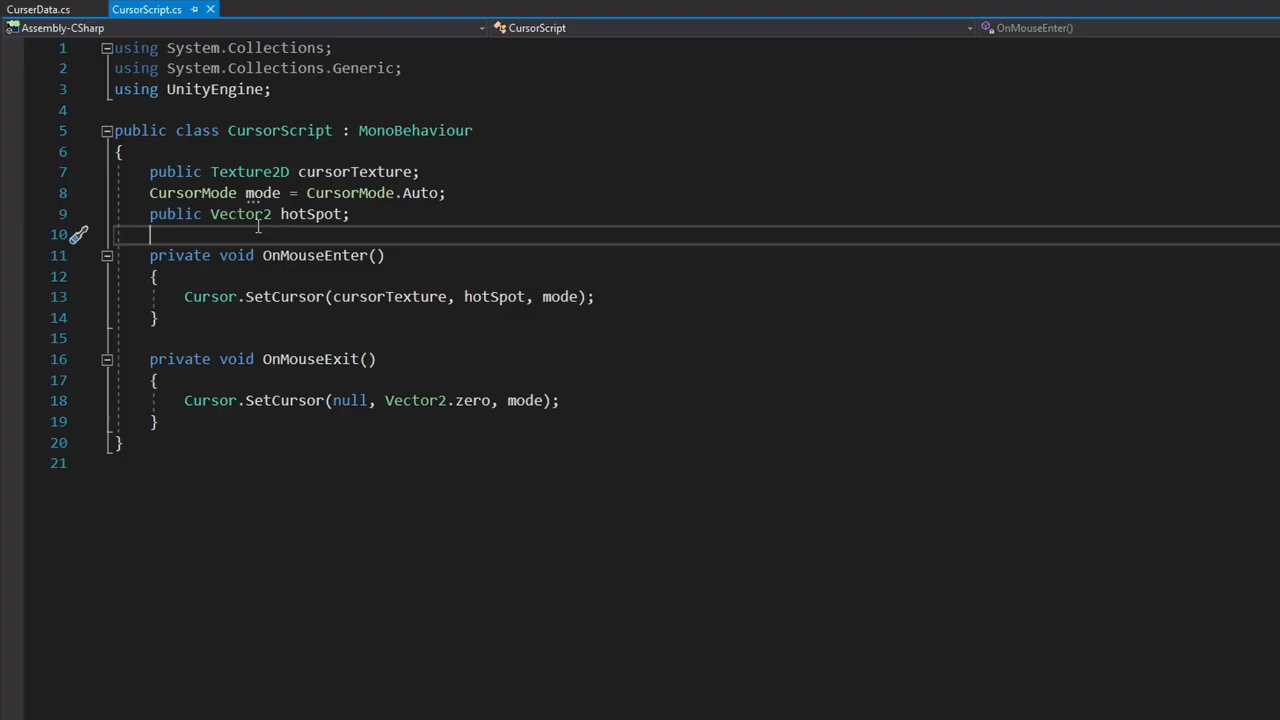 CurserData.cs CursorScript.cs
Assembly-CSharp CursorScript OnMouseEnter()
1 using System.Collections;
2 using System.Collections.Generic;
3 using UnityEngine;
4
5 public class CursorScript : MonoBehaviour
6 {
7 public Texture2D cursorTexture;
8 CursorMode mode = CursorMode.Auto;
9 public Vector2 hotSpot;
10
11 private void OnMouseEnter()
12 {
13 Cursor.SetCursor(cursorTexture, hotSpot, mode);
14 }
15
16 private void OnMouseExit()
17 {
18 Cursor.SetCursor(null, Vector2.zero, mode);
19 }
20 }
21